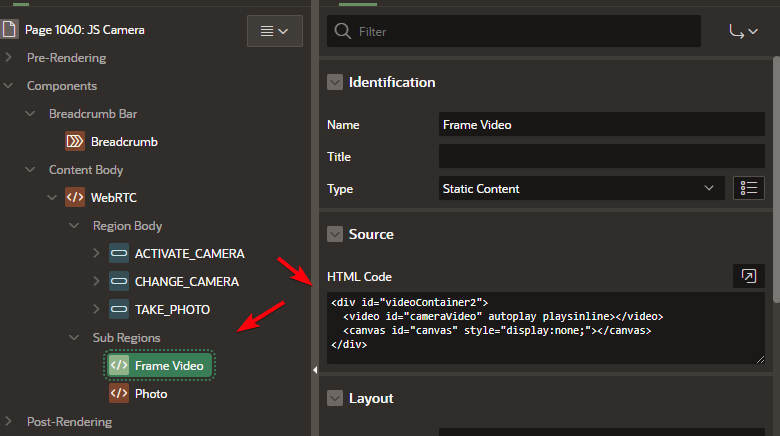 Page 1060: JS Camera
Pre-Rendering
Components
Breadcrumb Bar
Breadcrumb
Content Body
WebRTC
Region Body
ACTIVATE_CAMERA
CHANGE_CAMERA
TAKE_PHOTO
Sub Regions
Frame Video
Photo
Post-Rendering
Filter
Identification
Name Frame Video
Title
Type Static Content
Source
HTML Code
<div id="videoContainer2">
  <video id="cameraVideo" autoplay playsinline></video>
  <canvas id="canvas" style="display:none;"></canvas>
</div>
Layout